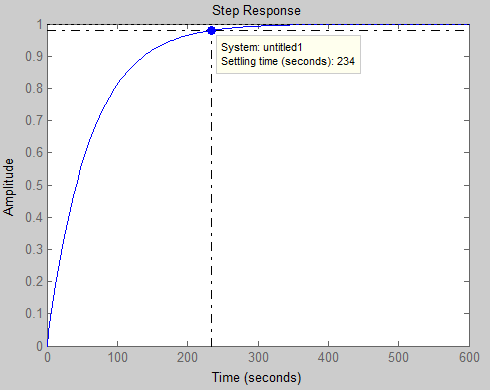 Step Response
System: untitled1
Settling time (seconds): 234
Amplitude
1
0.9
0.8
0.7
0.6
0.5
0.4
0.3
0.2
0.1
0
0 100 200 300 400 500 600
Time (seconds)